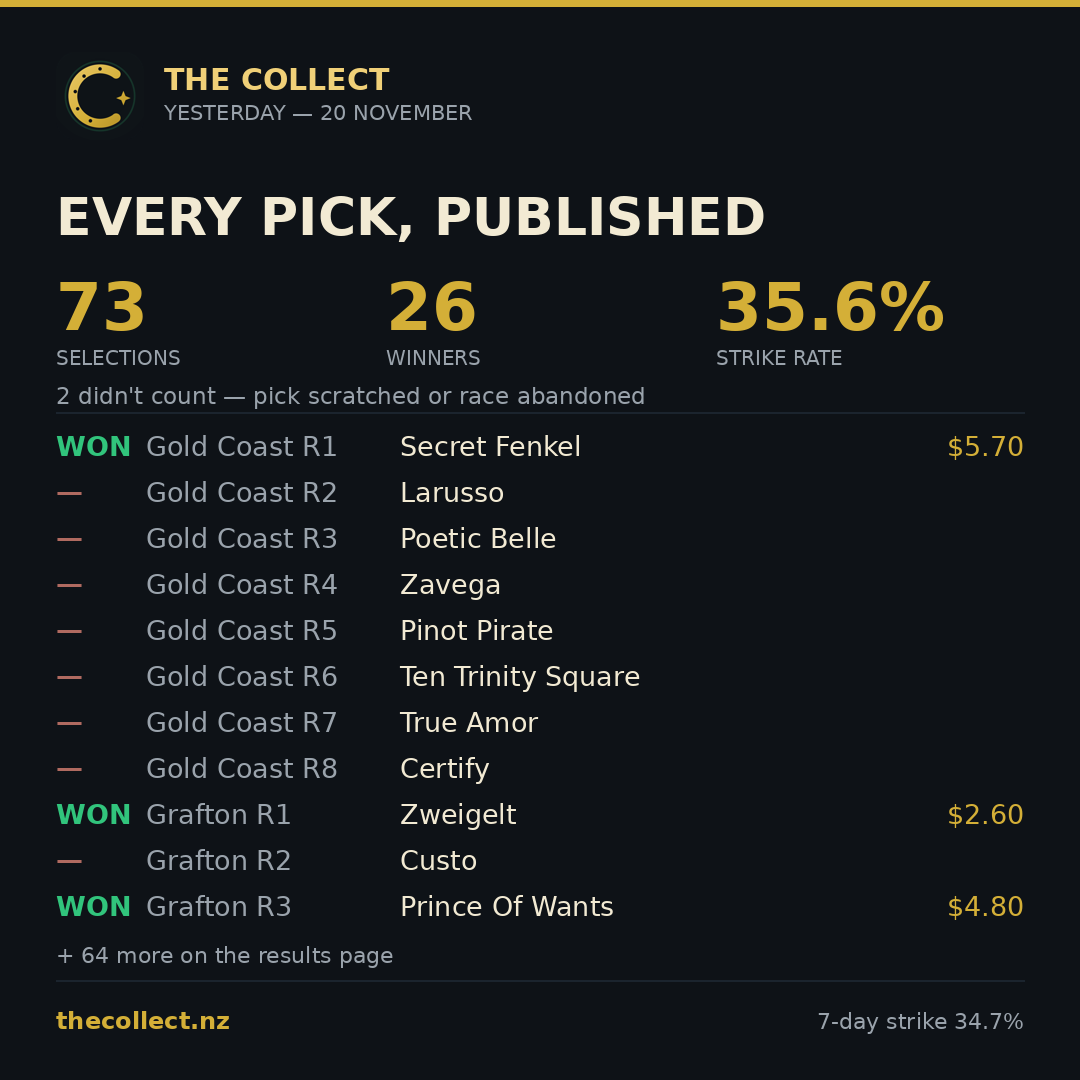 THE COLLECT
YESTERDAY — 20 NOVEMBER
EVERY PICK, PUBLISHED
73 26 35.6%
SELECTIONS WINNERS STRIKE RATE
2 didn't count — pick scratched or race abandoned
WON Gold Coast R1 Secret Fenkel $5.70
— Gold Coast R2 Larusso
— Gold Coast R3 Poetic Belle
— Gold Coast R4 Zavega
— Gold Coast R5 Pinot Pirate
— Gold Coast R6 Ten Trinity Square
— Gold Coast R7 True Amor
— Gold Coast R8 Certify
WON Grafton R1 Zweigelt $2.60
— Grafton R2 Custo
WON Grafton R3 Prince Of Wants $4.80
+ 64 more on the results page
thecollect.nz 7-day strike 34.7%